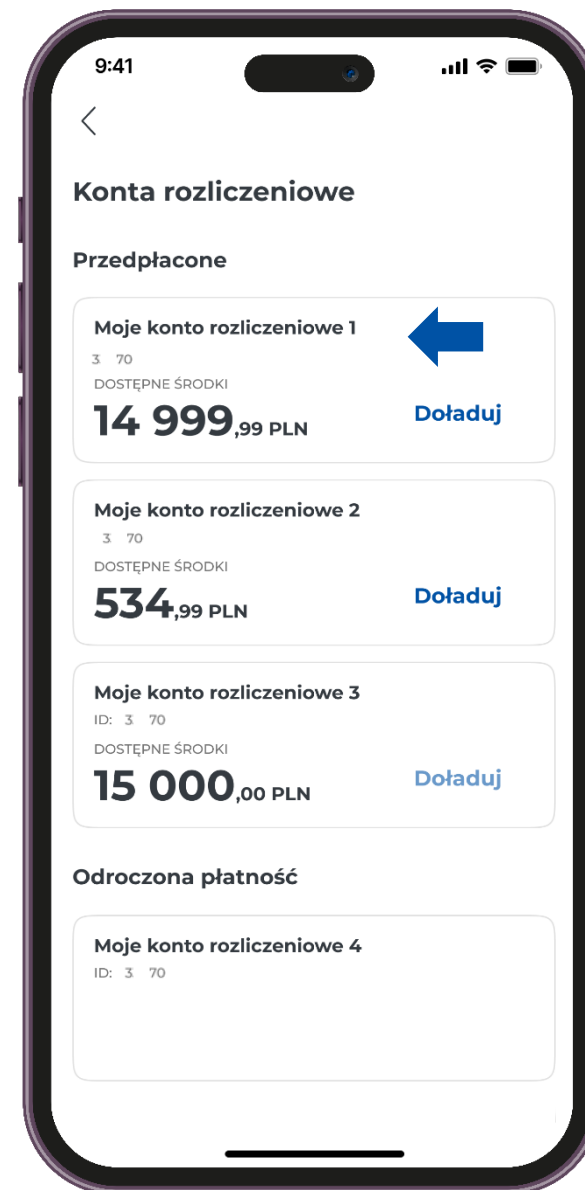 9:41
Konta rozliczeniowe
Przedpłacone
Moje konto rozliczeniowe 1
3 70
DOSTĘPNE ŚRODKI
14 999,99 PLN Doładuj
Moje konto rozliczeniowe 2
3 70
DOSTĘPNE ŚRODKI
534,99 PLN Doładuj
Moje konto rozliczeniowe 3
ID: 3 70
DOSTĘPNE ŚRODKI
15 000,00 PLN Doładuj
Odroczona płatność
Moje konto rozliczeniowe 4
ID: 3 70